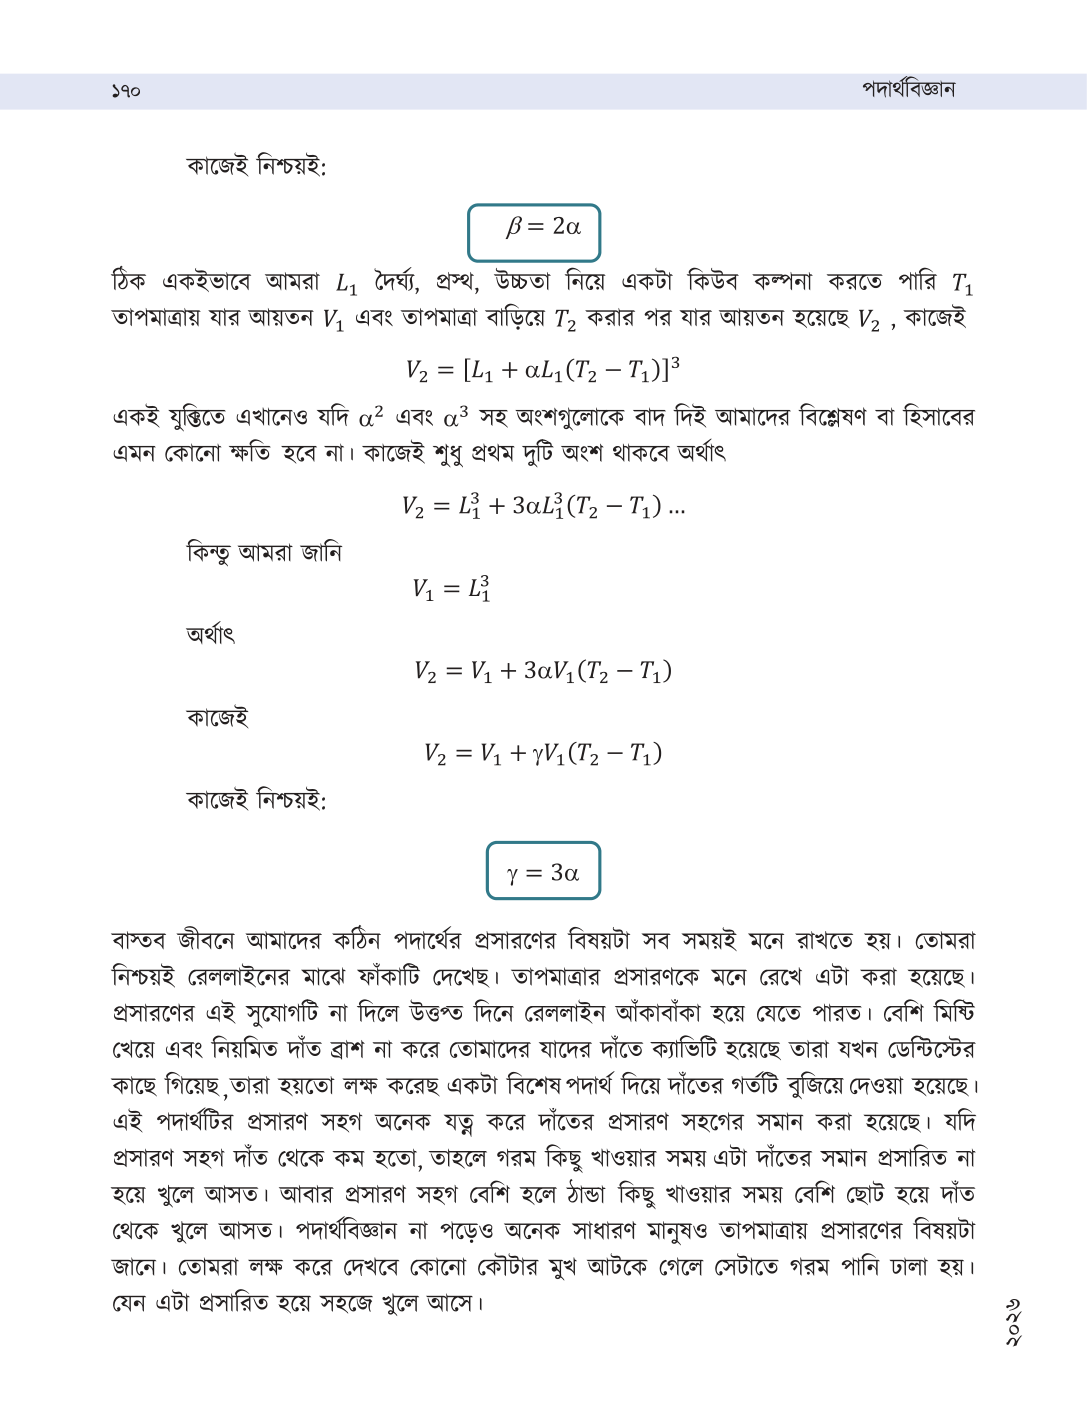 ১৭০ পদার্থবিজ্ঞান
কাজেই নিশ্চয়ই:
β = 2α
ঠিক একইভাবে আমরা L₁ দৈর্ঘ্য, প্রস্থ, উচ্চতা নিয়ে একটা কিউব কল্পনা করতে পারি T₁
তাপমাত্রায় যার আয়তন V₁ এবং তাপমাত্রা বাড়িয়ে T₂ করার পর যার আয়তন হয়েছে V₂ , কাজেই
V₂ = [L₁ + αL₁(T₂ − T₁)]³
একই যুক্তিতে এখানেও যদি α² এবং α³ সহ অংশগুলোকে বাদ দিই আমাদের বিশ্লেষণ বা হিসাবের
এমন কোনো ক্ষতি হবে না। কাজেই শুধু প্রথম দুটি অংশ থাকবে অর্থাৎ
V₂ = L₁³ + 3αL₁³(T₂ − T₁) ...
কিন্তু আমরা জানি
V₁ = L₁³
অর্থাৎ
V₂ = V₁ + 3αV₁(T₂ − T₁)
কাজেই
V₂ = V₁ + γV₁(T₂ − T₁)
কাজেই নিশ্চয়ই:
γ = 3α
বাস্তব জীবনে আমাদের কঠিন পদার্থের প্রসারণের বিষয়টা সব সময়ই মনে রাখতে হয়। তোমরা
নিশ্চয়ই রেললাইনের মাঝে ফাঁকাটি দেখেছ। তাপমাত্রার প্রসারণকে মনে রেখে এটা করা হয়েছে।
প্রসারণের এই সুযোগটি না দিলে উত্তপ্ত দিনে রেললাইন আঁকাবাঁকা হয়ে যেতে পারত। বেশি মিষ্টি
খেয়ে এবং নিয়মিত দাঁত ব্রাশ না করে তোমাদের যাদের দাঁতে ক্যাভিটি হয়েছে তারা যখন ডেন্টিস্টের
কাছে গিয়েছ,তারা হয়তো লক্ষ করেছ একটা বিশেষ পদার্থ দিয়ে দাঁতের গর্তটি বুজিয়ে দেওয়া হয়েছে।
এই পদার্থটির প্রসারণ সহগ অনেক যত্ন করে দাঁতের প্রসারণ সহগের সমান করা হয়েছে। যদি
প্রসারণ সহগ দাঁত থেকে কম হতো, তাহলে গরম কিছু খাওয়ার সময় এটা দাঁতের সমান প্রসারিত না
হয়ে খুলে আসত। আবার প্রসারণ সহগ বেশি হলে ঠান্ডা কিছু খাওয়ার সময় বেশি ছোট হয়ে দাঁত
থেকে খুলে আসত। পদার্থবিজ্ঞান না পড়েও অনেক সাধারণ মানুষও তাপমাত্রায় প্রসারণের বিষয়টা
জানে। তোমরা লক্ষ করে দেখবে কোনো কৌটার মুখ আটকে গেলে সেটাতে গরম পানি ঢালা হয়।
যেন এটা প্রসারিত হয়ে সহজে খুলে আসে।
২০২৬